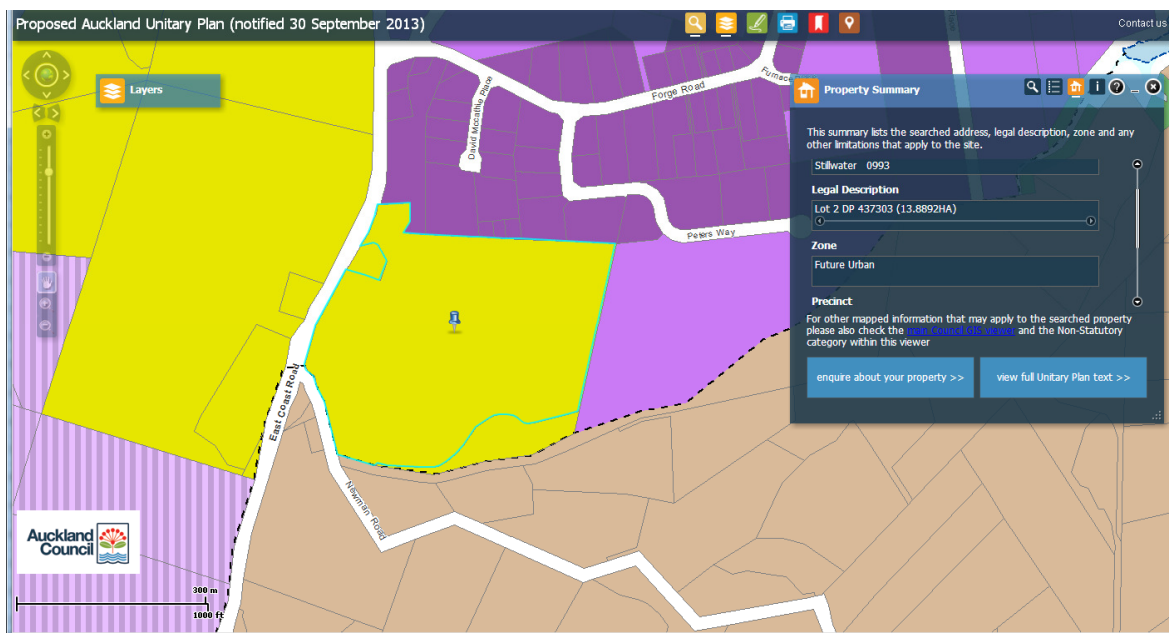 Proposed Auckland Unitary Plan (notified 30 September 2013)
Contact us
Layers
David Mccathie Place
Forge Road
Peters Way
East Coast Road
Newman Road
Property Summary
This summary lists the searched address, legal description, zone and any
other limitations that apply to the site.
Stillwater 0993
Legal Description
Lot 2 DP 437303 (13.8892HA)
Zone
Future Urban
Precinct
For other mapped information that may apply to the searched property
please also check the main Council GIS viewer and the Non-Statutory
category within this viewer
enquire about your property >>
view full Unitary Plan text >>
Auckland
Council
300 m
1000 ft